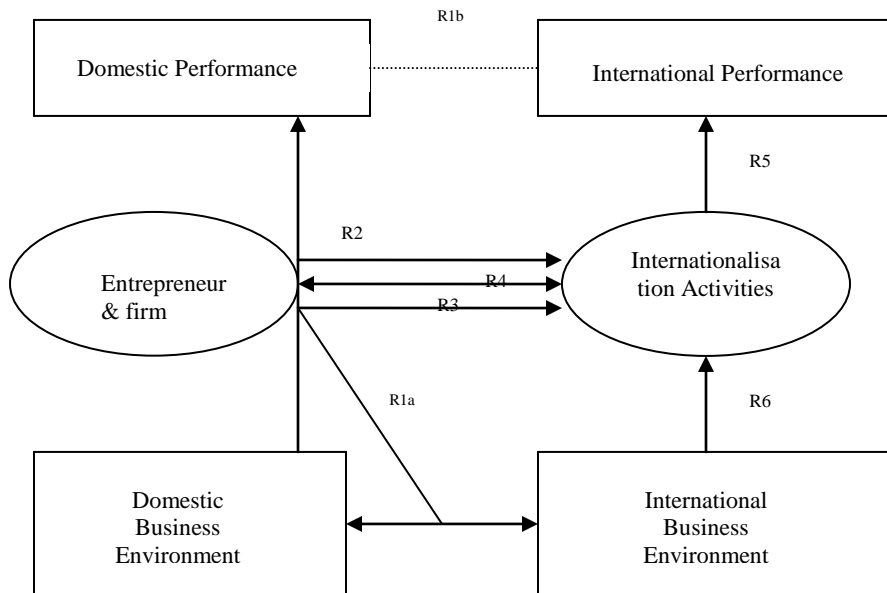 R1b
Domestic Performance
International Performance
R5
R2
Entrepreneur
& firm
R4
R3
Internationalisa
tion Activities
R1a
R6
Domestic
Business
Environment
International
Business
Environment